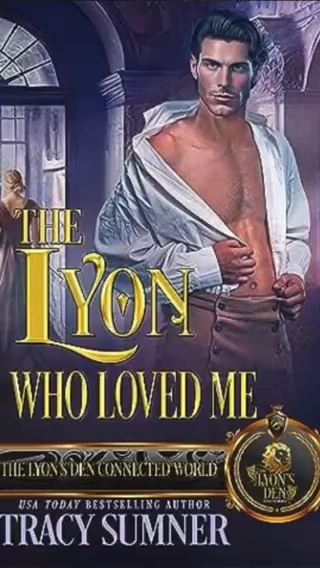 THE
LYON
WHO LOVED ME
THE LYON'S DEN CONNECTED WORLD
LYON'S
DEN
USA TODAY BESTSELLING AUTHOR
TRACY SUMNER